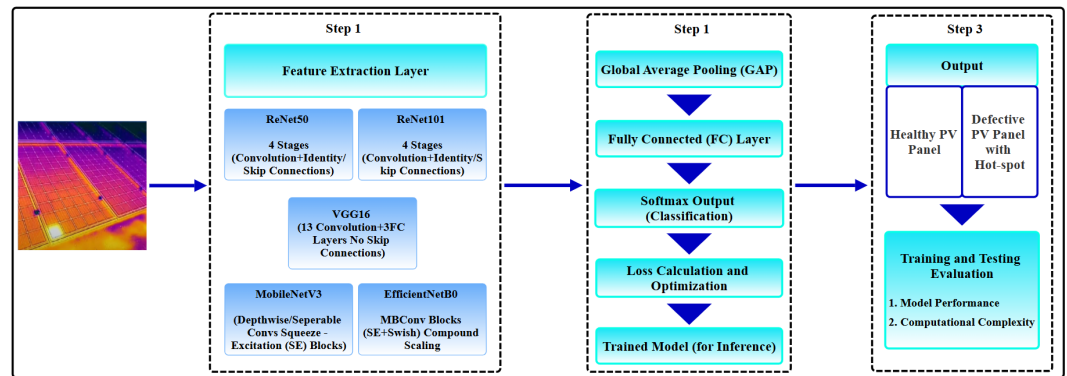 Step 1
Feature Extraction Layer
ReNet50
4 Stages
(Convolution+Identity/
Skip Connections)
ReNet101
4 Stages
(Convolution+Identity/S
kip Connections)
VGG16
(13 Convolution+3FC
Layers No Skip
Connections)
MobileNetV3
(Depthwise/Seperable
Convs Squeeze -
Excitation (SE) Blocks)
EfficientNetB0
MBConv Blocks
(SE+Swish) Compound
Scaling
Step 1
Global Average Pooling (GAP)
Fully Connected (FC) Layer
Softmax Output
(Classification)
Loss Calculation and
Optimization
Trained Model (for Inference)
Step 3
Output
Healthy PV
Panel
Defective
PV Panel
with
Hot-spot
Training and Testing
Evaluation
1. Model Performance
2. Computational Complexity